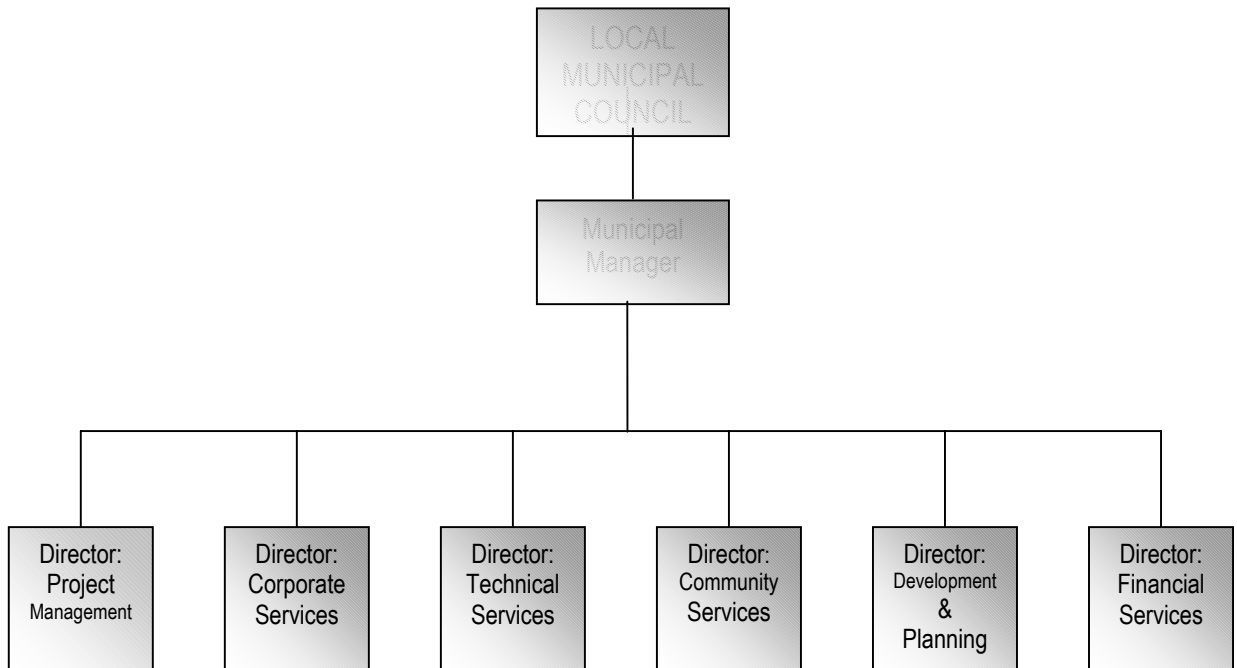 LOCAL
MUNICIPAL
COUNCIL
Municipal
Manager
Director:
Project
Management
Director:
Corporate
Services
Director:
Technical
Services
Director:
Community
Services
Director:
Development
&
Planning
Director:
Financial
Services